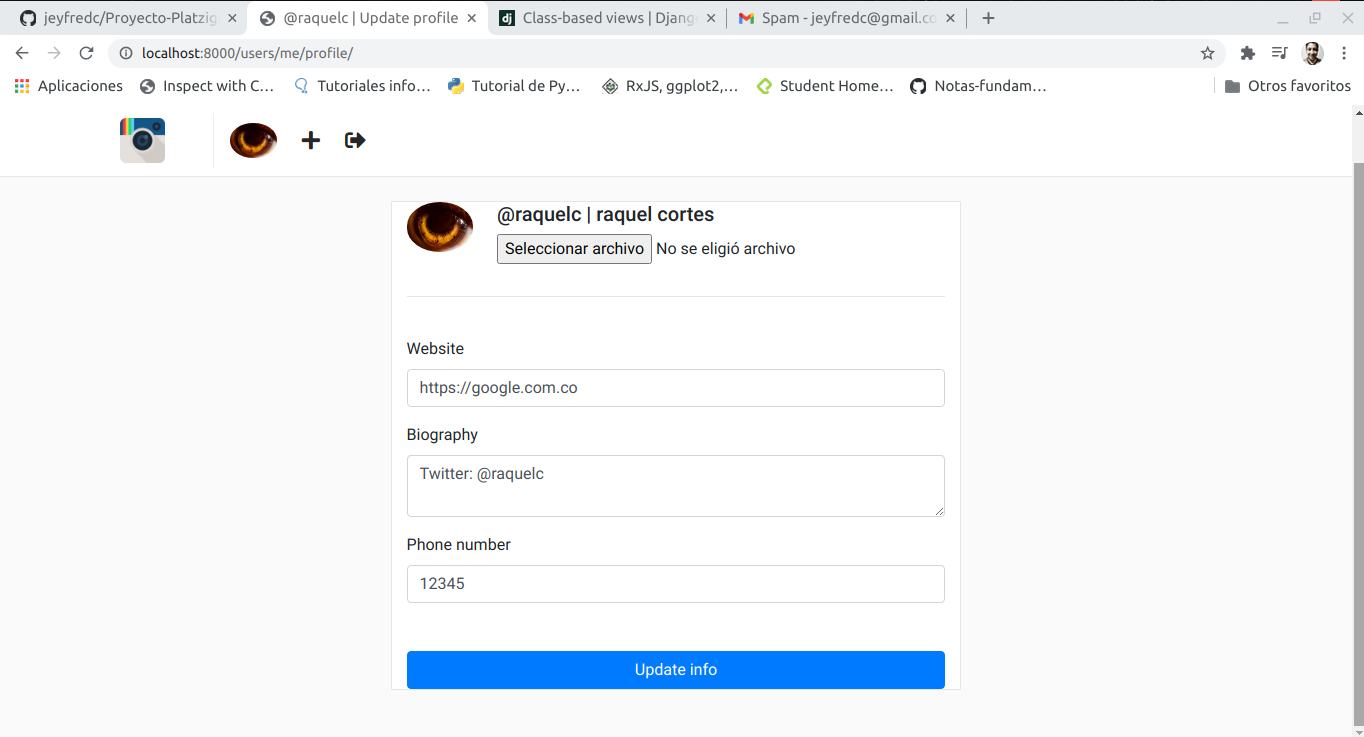 jeyfredc/Proyecto-Platzig
@raquelc | Update profile
Class-based views | Djang
Spam - jeyfredc@gmail.co
localhost:8000/users/me/profile/
Aplicaciones
Inspect with C...
Tutoriales info...
Tutorial de Py...
RxJS, ggplot2,...
Student Home...
Notas-fundam...
Otros favoritos
@raquelc | raquel cortes
Seleccionar archivo No se eligió archivo
Website
https://google.com.co
Biography
Twitter: @raquelc
Phone number
12345
Update info